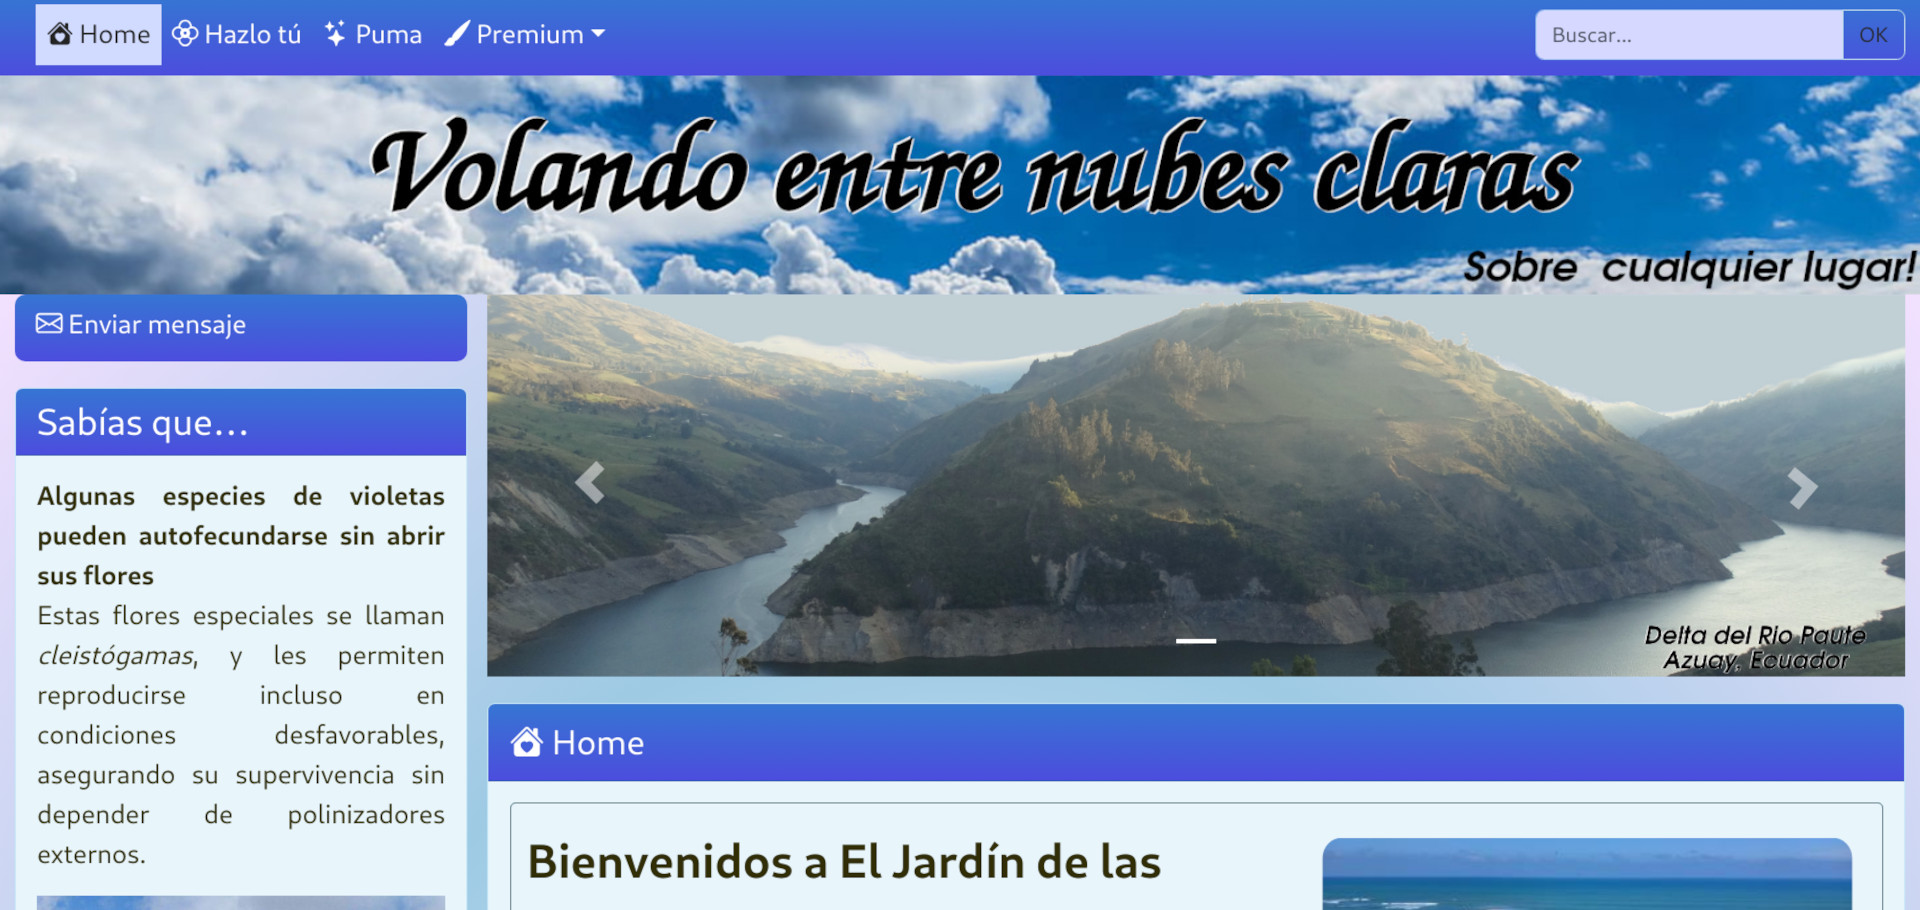 Home Hazlo tú Puma Premium Buscar... OK
Volando entre nubes claras
Sobre cualquier lugar!
Enviar mensaje
Sabías que...
Algunas especies de violetas
pueden autofecundarse sin abrir
sus flores
Estas flores especiales se llaman
cleistógamas, y les permiten
reproducirse incluso en
condiciones desfavorables,
asegurando su supervivencia sin
depender de polinizadores
externos.
Delta del Rio Paute
Azuay, Ecuador
Home
Bienvenidos a El Jardín de las